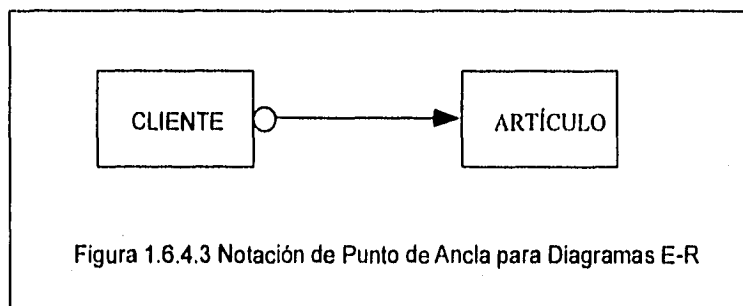 CLIENTE
ARTÍCULO
Figura 1.6.4.3 Notación de Punto de Ancla para Diagramas E-R